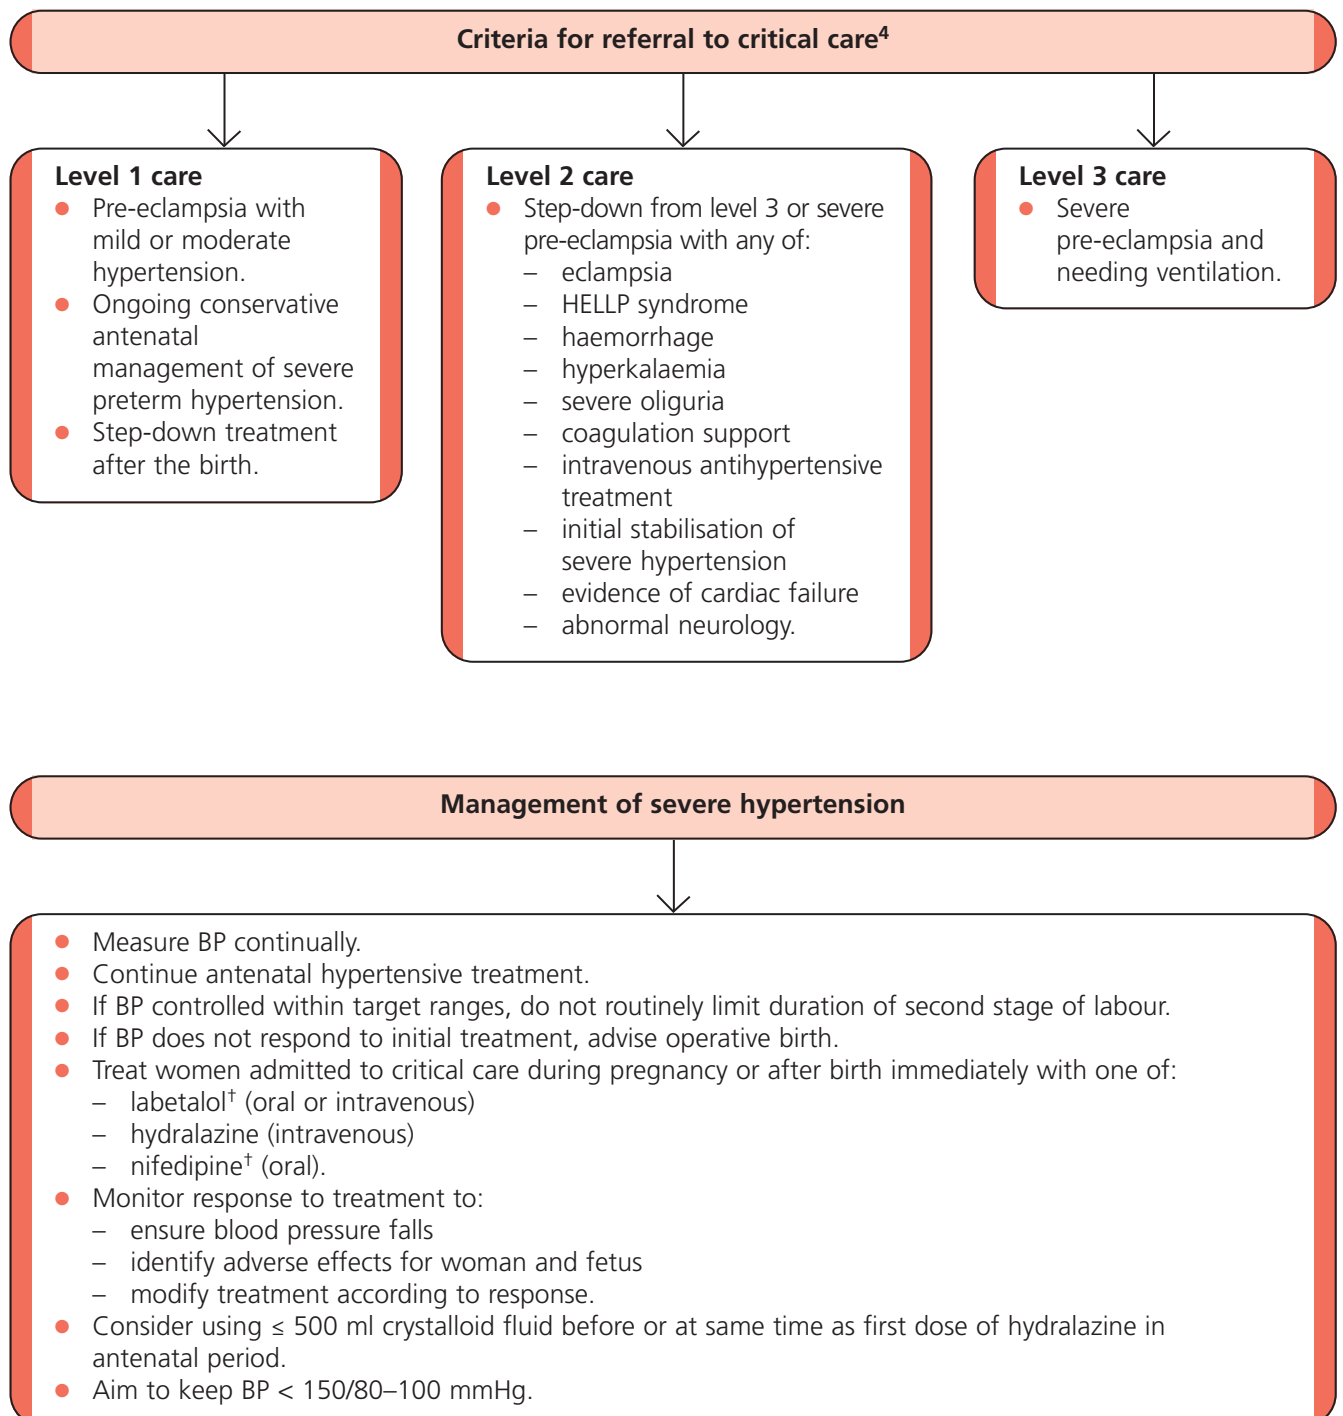 Criteria for referral to critical care⁴
Level 1 care
● Pre-eclampsia with
mild or moderate
hypertension.
● Ongoing conservative
antenatal
management of severe
preterm hypertension.
● Step-down treatment
after the birth.
Level 2 care
● Step-down from level 3 or severe
pre-eclampsia with any of:
– eclampsia
– HELLP syndrome
– haemorrhage
– hyperkalaemia
– severe oliguria
– coagulation support
– intravenous antihypertensive
treatment
– initial stabilisation of
severe hypertension
– evidence of cardiac failure
– abnormal neurology.
Level 3 care
● Severe
pre-eclampsia and
needing ventilation.
Management of severe hypertension
● Measure BP continually.
● Continue antenatal hypertensive treatment.
● If BP controlled within target ranges, do not routinely limit duration of second stage of labour.
● If BP does not respond to initial treatment, advise operative birth.
● Treat women admitted to critical care during pregnancy or after birth immediately with one of:
– labetalol† (oral or intravenous)
– hydralazine (intravenous)
– nifedipine† (oral).
● Monitor response to treatment to:
– ensure blood pressure falls
– identify adverse effects for woman and fetus
– modify treatment according to response.
● Consider using ≤ 500 ml crystalloid fluid before or at same time as first dose of hydralazine in
antenatal period.
● Aim to keep BP < 150/80–100 mmHg.